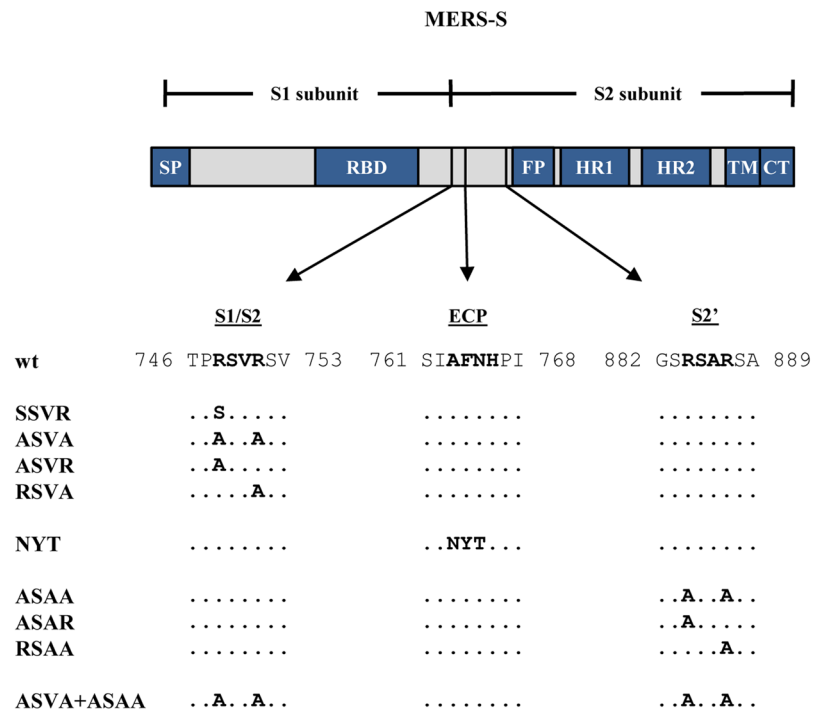 MERS-S
S1 subunit S2 subunit
SP RBD FP HR1 HR2 TM CT
S1/S2 ECP S2’
wt 746 TPRSVRSV 753 761 SIAFNHPI 768 882 GSRSARSA 889
SSVR ..S..... ........ ........
ASVA ..A..A.. ........ ........
ASVR ..A..... ........ ........
RSVA .....A.. ........ ........
NYT ........ ..NYT... ........
ASAA ........ ........ ..A..A..
ASAR ........ ........ ..A.....
RSAA ........ ........ .....A..
ASVA+ASAA ..A..A.. ........ ..A..A..